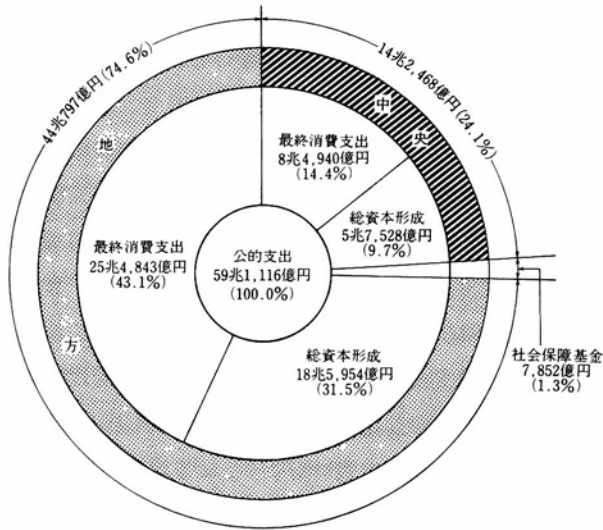 44兆797億円(74.6%)
14兆2,468億円(24.1%)
地
中
央
最終消費支出
8兆4,940億円
(14.4%)
総資本形成
5兆7,528億円
(9.7%)
最終消費支出
25兆4,843億円
(43.1%)
公的支出
59兆1,116億円
(100.0%)
方
総資本形成
18兆5,954億円
(31.5%)
社会保障基金
7,852億円
(1.3%)